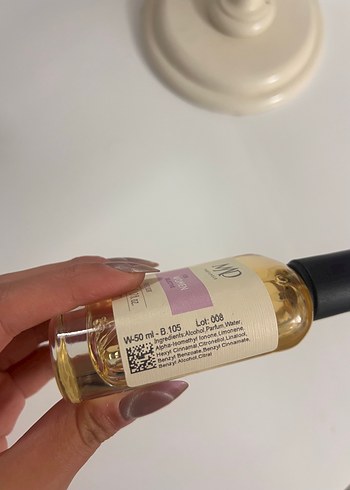 W-50 ml - B.105 Lot: 008
Ingredients:Alcohol,Parfum,Water,
Alpha-Isomethyl Ionone,Limonene,
Hexyl Cinnamal,Citronellol,Linalool,
Benzyl Benzoate,Benzyl Cinnamate,
Benzyl Alcohol,Citral